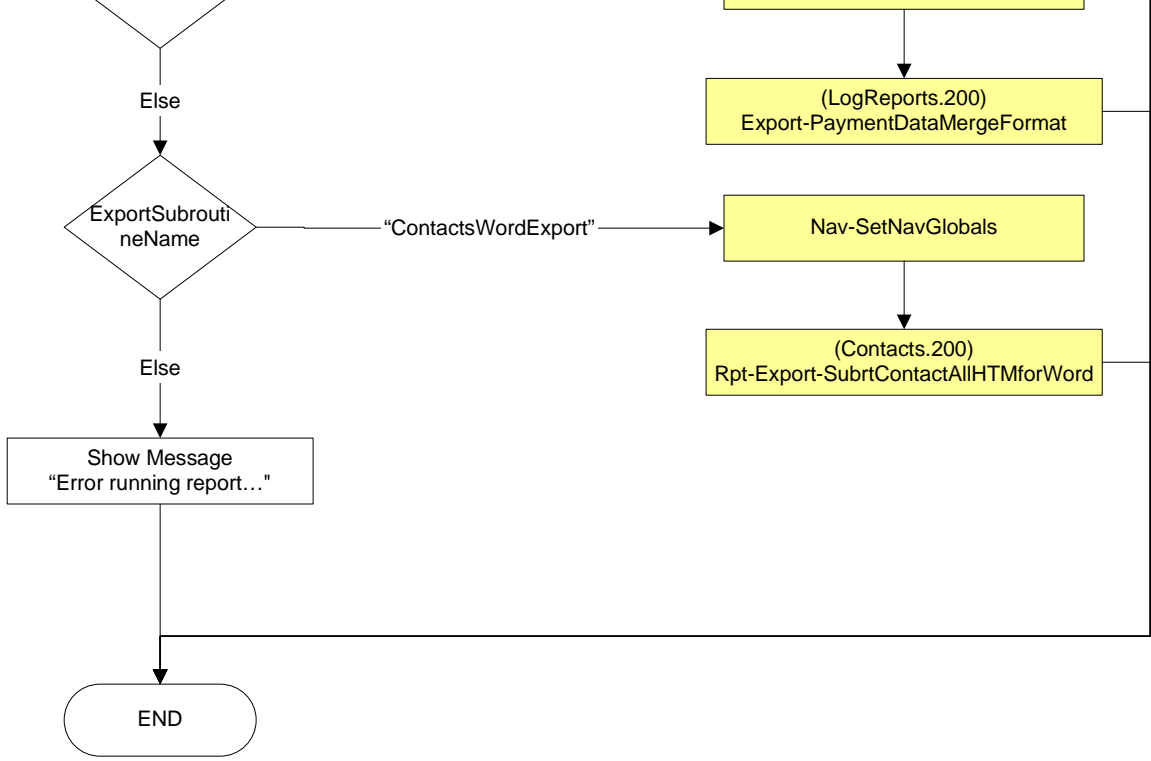 (LogReports.200)
Export-PaymentDataMergeFormat
Else
ExportSubrouti
neName
“ContactsWordExport”
Nav-SetNavGlobals
(Contacts.200)
Rpt-Export-SubrtContactAllHTMforWord
Else
Show Message
“Error running report…"
END